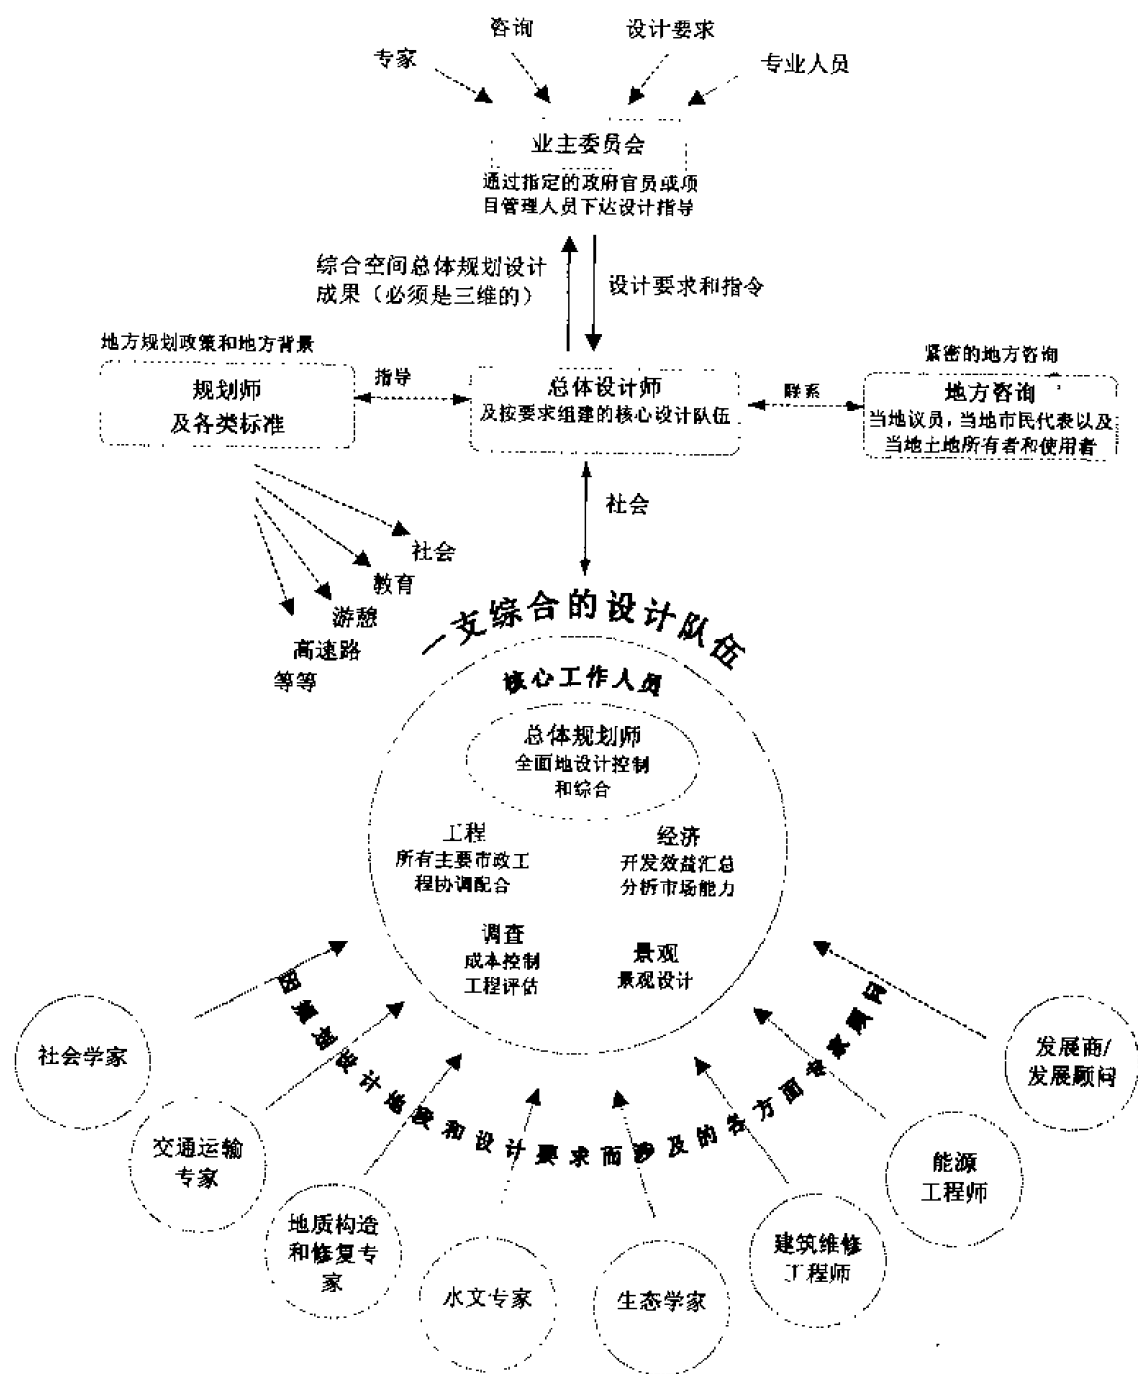 咨询
设计要求
专家
专业人员
业主委员会
通过指定的政府官员或项
目管理人员下达设计指导
综合空间总体规划设计
成果（必须是三维的）
设计要求和指令
地方规划政策和地方背景
规划师
及各类标准
指导
总体设计师
及按要求组建的核心设计队伍
联系
紧密的地方咨询
地方咨询
当地议员，当地市民代表以及
当地土地所有者和使用者
社会
社会
教育
游憩
高速路
等等
一支综合的设计队伍
核心工作人员
总体规划师
全面地设计控制
和综合
工程
所有主要市政工
程协调配合
经济
开发效益汇总
分析市场能力
调查
成本控制
工程评估
景观
景观设计
设计地段和设计要求而涉及的各方面专家顾问
社会学家
交通运输
专家
地质构造
和修复专
家
水文专家
生态学家
建筑维修
工程师
能源
工程师
发展商/
发展顾问